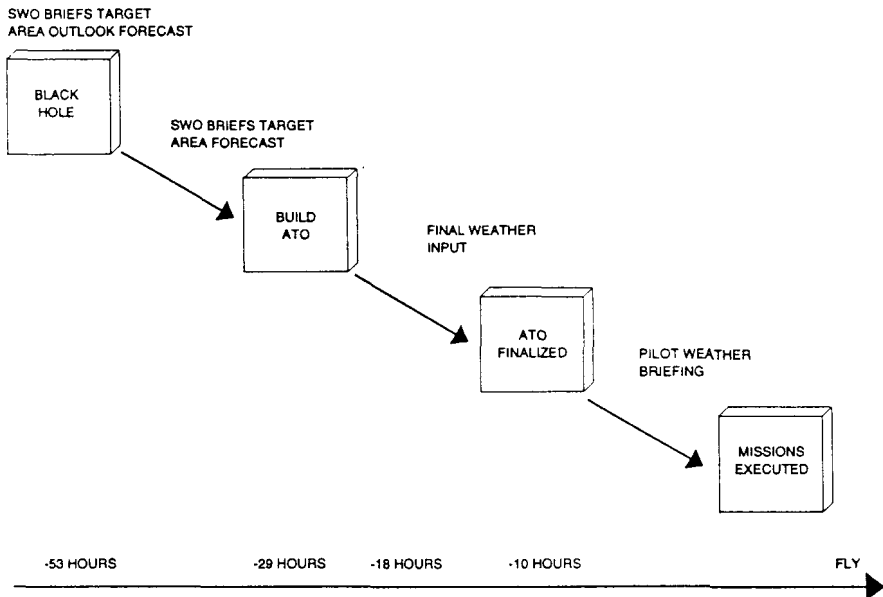 SWO BRIEFS TARGET
AREA OUTLOOK FORECAST
BLACK
HOLE
SWO BRIEFS TARGET
AREA FORECAST
BUILD
ATO
FINAL WEATHER
INPUT
ATO
FINALIZED
PILOT WEATHER
BRIEFING
MISSIONS
EXECUTED
-53 HOURS
-29 HOURS
-18 HOURS
-10 HOURS
FLY